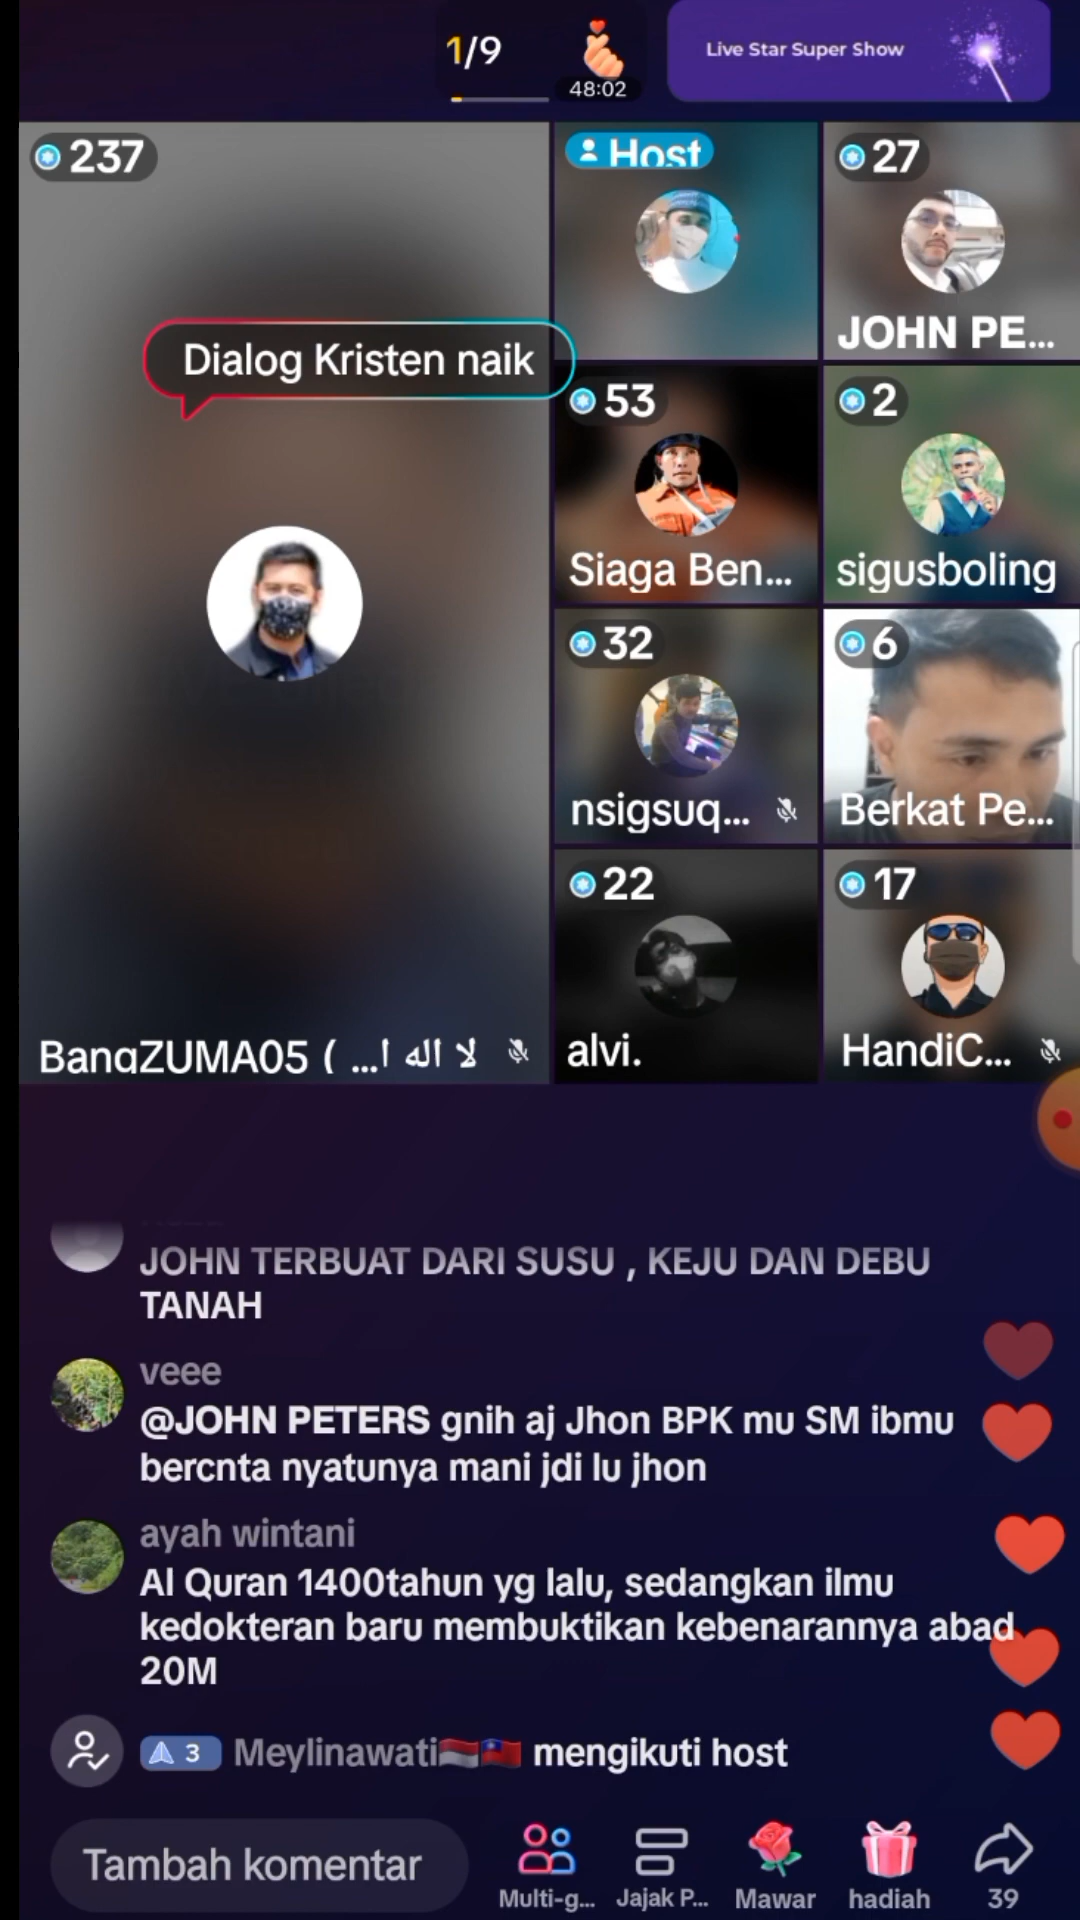 1/9
48:02
Live Star Super Show
237
Host
27
Dialog Kristen naik
JOHN PE...
53
2
Siaga Ben...
sigusboling
32
6
nsigsuq...
Berkat Pe...
22
17
BangZUMA05 ( ...لا اله ا
alvi.
HandiC...
JOHN TERBUAT DARI SUSU , KEJU DAN DEBU
TANAH
veee
@JOHN PETERS gnih aj Jhon BPK mu SM ibmu
bercnta nyatunya mani jdi lu jhon
ayah wintani
Al Quran 1400tahun yg lalu, sedangkan ilmu
kedokteran baru membuktikan kebenarannya abad
20M
3 Meylinawati🇮🇩🇹🇼 mengikuti host
Tambah komentar
Multi-g...
Jajak P...
Mawar
hadiah
39